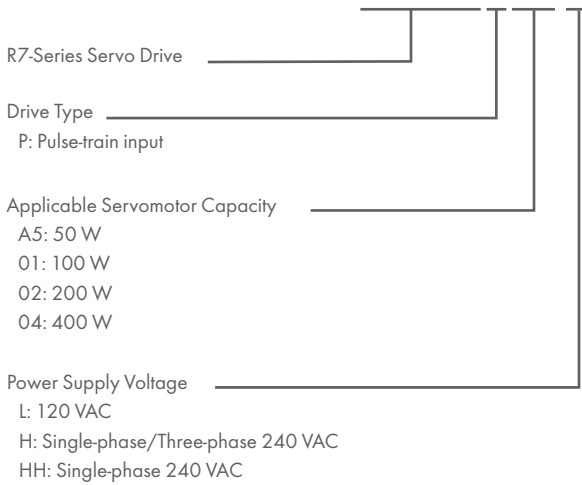 R7-Series Servo Drive
Drive Type
P: Pulse-train input
Applicable Servomotor Capacity
A5: 50 W
01: 100 W
02: 200 W
04: 400 W
Power Supply Voltage
L: 120 VAC
H: Single-phase/Three-phase 240 VAC
HH: Single-phase 240 VAC